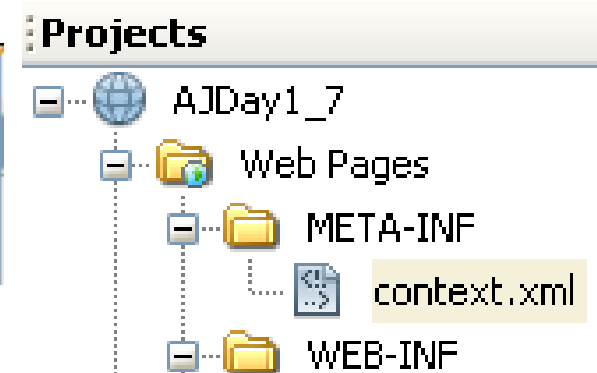 Projects
AJDay1_7
Web Pages
META-INF
context.xml
WEB-INF